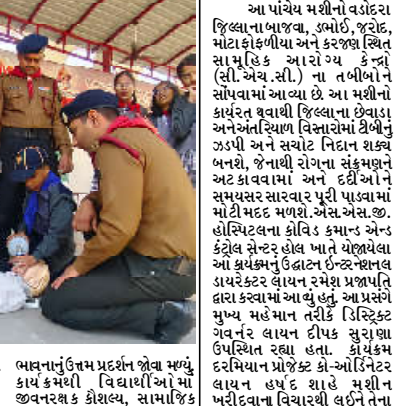 ભાવનાનું ઉત્તમ પ્રદર્શન જોવા મળ્યું.
કાર્યક્રમથી વિદ્યાર્થીઓમાં
જીવનરક્ષક કૌશલ્ય, સામાજિક
આ પાંચેય મશીનો વડોદરા
જિલ્લાના બાજવા, ડભોઈ, જરોદ,
મોટા ફોફળીયા અને કરજણ સ્થિત
સામૂહિક આરોગ્ય કેન્દ્રો
(સી.એચ.સી.) ના તબીબોને
સોંપવામાં આવ્યા છે. આ મશીનો
કાર્યરત થવાથી જિલ્લાના છેવાડા
અને અંતરિયાળ વિસ્તારોમાં ટીબીનું
ઝડપી અને સચોટ નિદાન શક્ય
બનશે, જેનાથી રોગના સંક્રમણને
અટકાવવામાં અને દર્દીઓને
સમયસર સારવાર પૂરી પાડવામાં
મોટી મદદ મળશે. એસ.એસ.જી.
હોસ્પિટલના કોવિડ કમાન્ડ એન્ડ
કંટ્રોલ સેન્ટર હોલ ખાતે યોજાયેલા
આ કાર્યક્રમનું ઉદ્ઘાટન ઈન્ટરનેશનલ
ડાયરેક્ટર લાયન રમેશ પ્રજાપતિ
દ્વારા કરવામાં આવ્યું હતું. આ પ્રસંગે
મુખ્ય મહેમાન તરીકે ડિસ્ટ્રિક્ટ
ગવર્નર લાયન દીપક સુરાણા
ઉપસ્થિત રહ્યા હતા. કાર્યક્રમ
દરમિયાન પ્રોજેક્ટ કો-ઓર્ડિનેટર
લાયન હર્ષદ શાહે મશીન
ખરીદવાના વિચારથી લઈને તેના